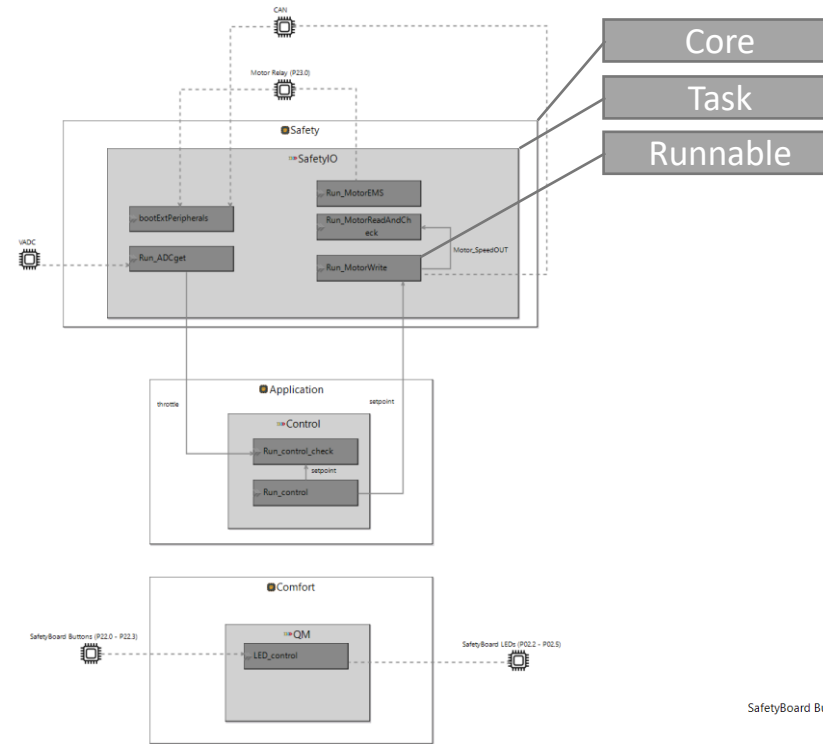 CAN
Core
Motor Relay (P23.0)
Task
Safety
Runnable
SafetyIO
Run_MotorEMS
bootExtPeripherals
Run_MotorReadAndCh
eck
VADC
Run_ADCget
Motor_SpeedOUT
Run_MotorWrite
Application
throttle
setpoint
Control
Run_control_check
setpoint
Run_control
Comfort
SafetyBoard Buttons (P22.0 - P22.3)
QM
SafetyBoard LEDs (P02.2 - P02.5)
LED_control
SafetyBoard Bu